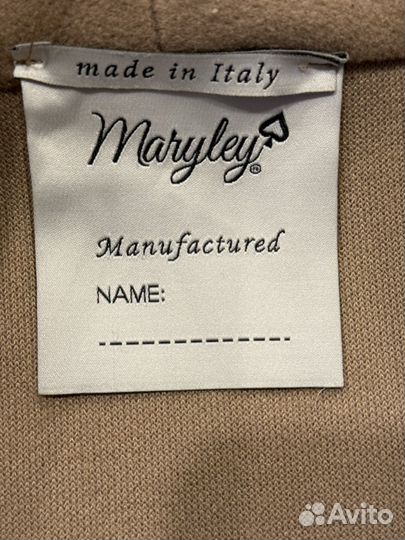 made in Italy
Maryley®
Manufactured
NAME:
--------------
Avito